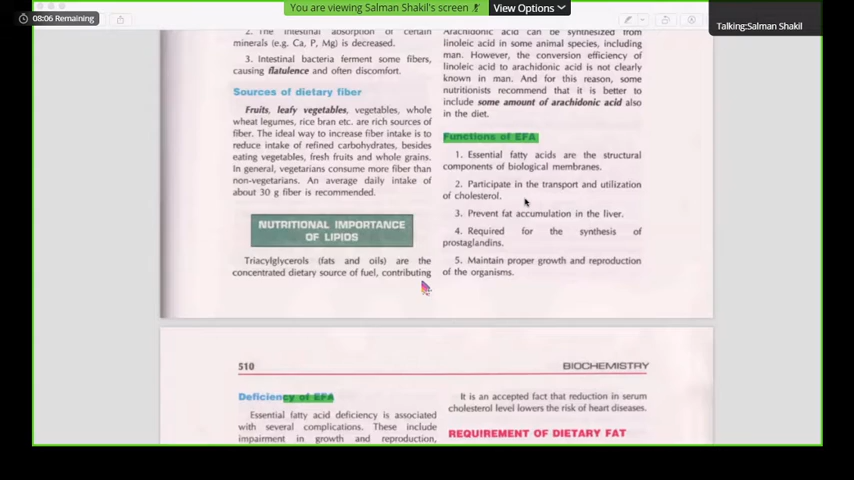 You are viewing Salman Shakil's screen
View Options
08:06 Remaining
Talking:Salman Shakil
2. The intestinal absorption of certain
minerals (e.g. Ca, P, Mg) is decreased.
3. Intestinal bacteria ferment some fibers,
causing flatulence and often discomfort.
Sources of dietary fiber
Fruits, leafy vegetables, vegetables, whole
wheat legumes, rice bran etc. are rich sources of
fiber. The ideal way to increase fiber intake is to
reduce intake of refined carbohydrates, besides
eating vegetables, fresh fruits and whole grains.
In general, vegetarians consume more fiber than
non-vegetarians. An average daily intake of
about 30 g fiber is recommended.
NUTRITIONAL IMPORTANCE
OF LIPIDS
Triacylglycerols (fats and oils) are the
concentrated dietary source of fuel, contributing
Arachidonic acid can be synthesized from
linoleic acid in some animal species, including
man. However, the conversion efficiency of
linoleic acid to arachidonic acid is not clearly
known in man. And for this reason, some
nutritionists recommend that it is better to
include some amount of arachidonic acid also
in the diet.
Functions of EFA
1. Essential fatty acids are the structural
components of biological membranes.
2. Participate in the transport and utilization
of cholesterol.
3. Prevent fat accumulation in the liver.
4. Required for the synthesis of
prostaglandins.
5. Maintain proper growth and reproduction
of the organisms.
510
BIOCHEMISTRY
Deficiency of EFA
Essential fatty acid deficiency is associated
with several complications. These include
impairment in growth and reproduction,
It is an accepted fact that reduction in serum
cholesterol level lowers the risk of heart diseases.
REQUIREMENT OF DIETARY FAT